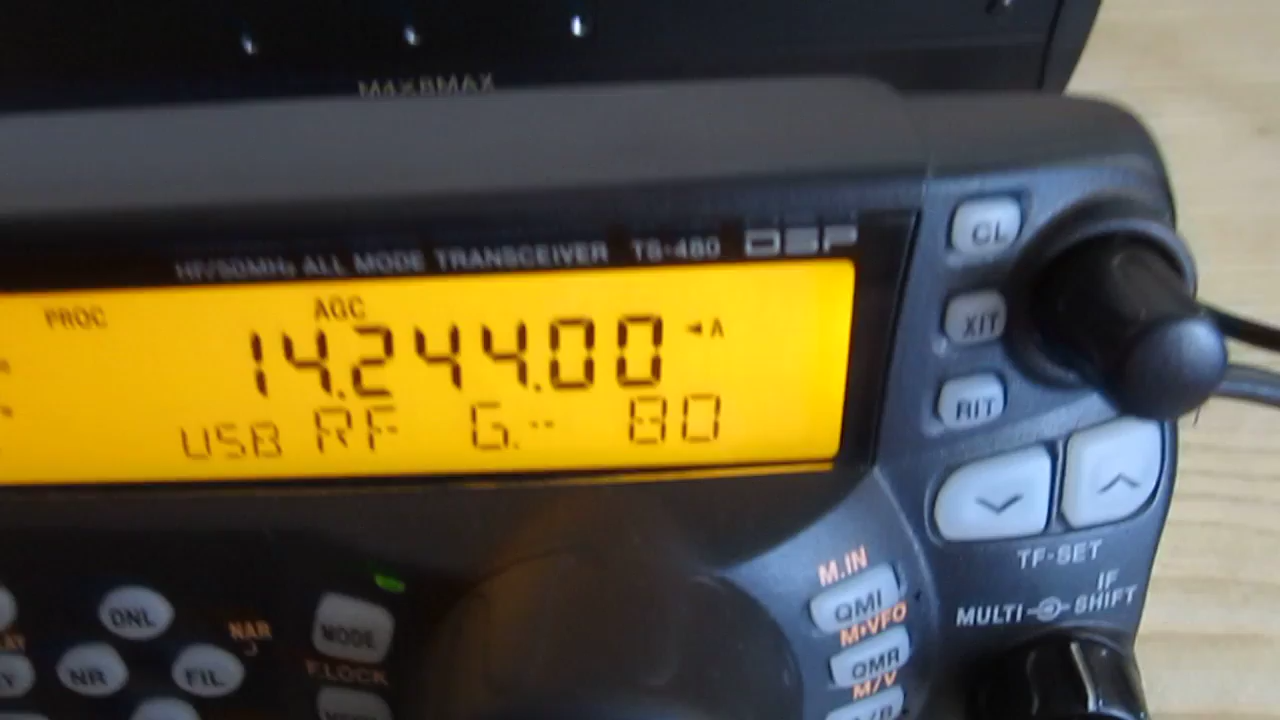 M4X8MAX
HF/50MHz ALL MODE TRANSCEIVER TS-480 DSP
PROC AGC
14.244.00 ◄A
USB RF G.-- 80
CL
XIT
RIT
TF-SET
IF
MULTI SHIFT
M.IN
QMI
M▸VFO
QMR
M/V
DNL
NAR
NR FIL
MODE
F.LOCK